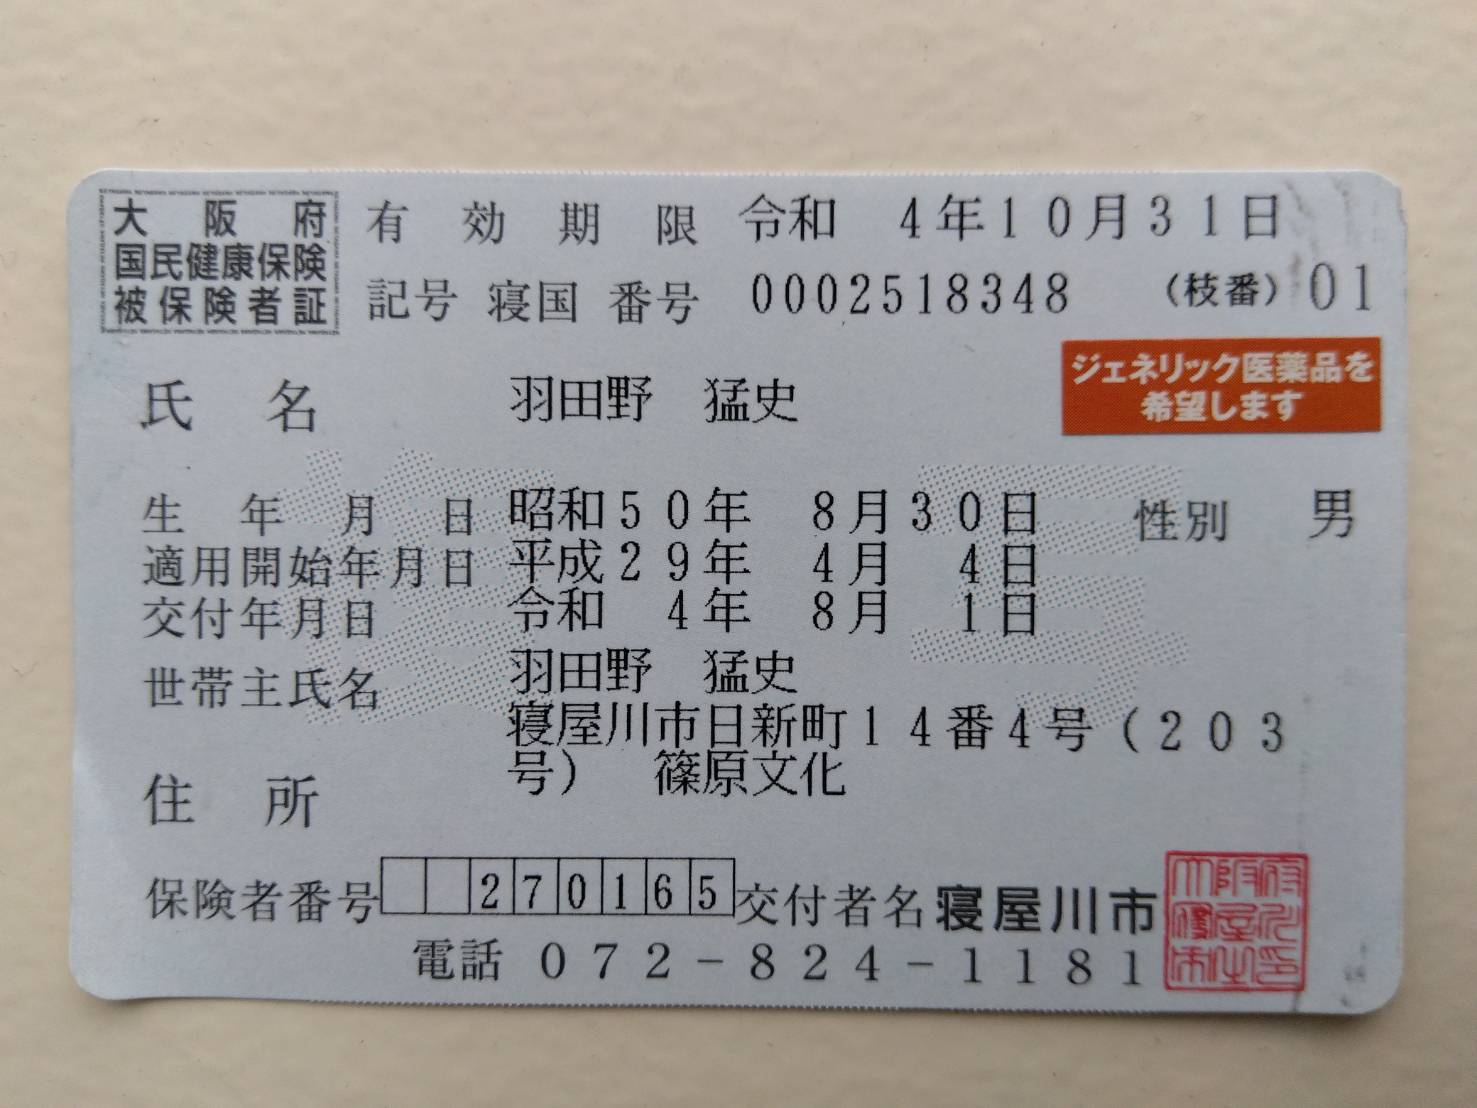 大阪府
国民健康保険
被保険者証
有効期限 令和 4年10月31日
記号 寝国 番号 0002518348 (枝番) 01
ジェネリック医薬品を
希望します
氏名 羽田野 猛史
生年月日 昭和50年 8月30日 性別 男
適用開始年月日 平成29年 4月 4日
交付年月日 令和 4年 8月 1日
世帯主氏名 羽田野 猛史
住所 寝屋川市日新町14番4号(203
号) 篠原文化
保険者番号 270165 交付者名 寝屋川市
電話 072-824-1181
複写